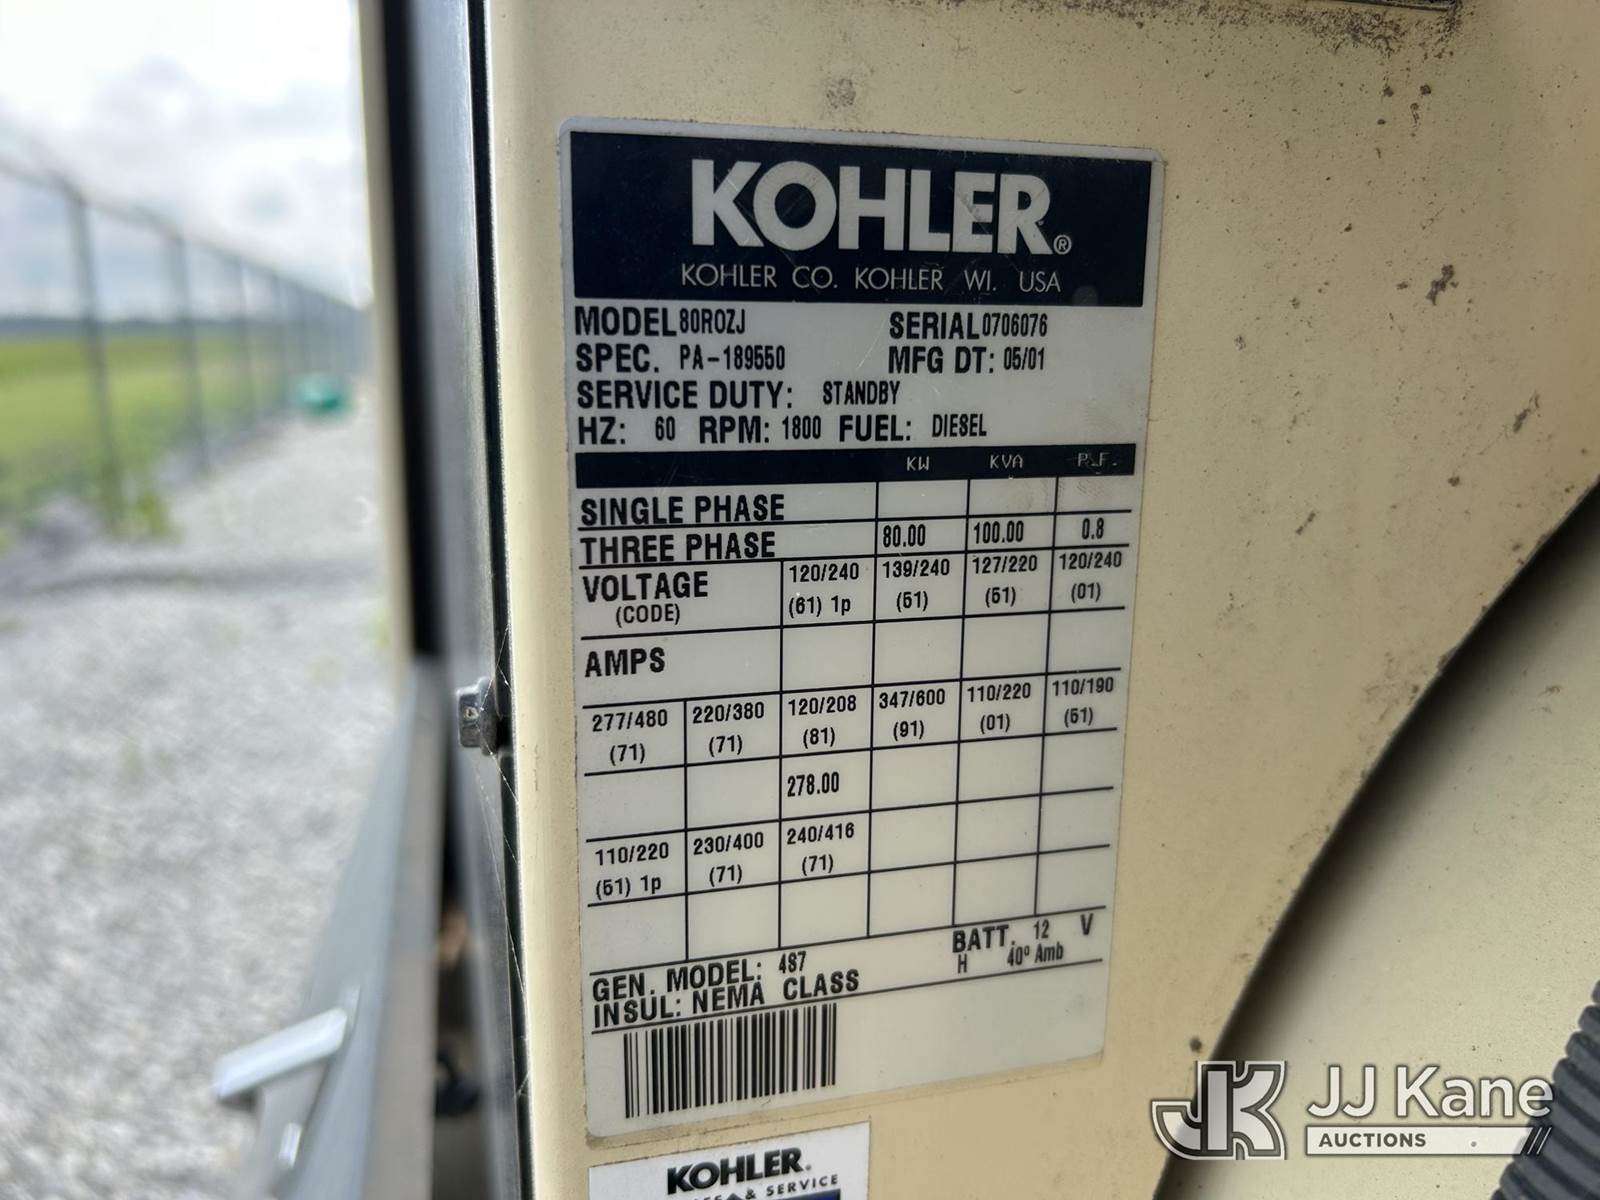 KOHLER®
KOHLER CO. KOHLER WI. USA
MODEL 80ROZJ SERIAL 0706076
SPEC. PA-189550 MFG DT: 05/01
SERVICE DUTY: STANDBY
HZ: 60 RPM: 1800 FUEL: DIESEL
KW KVA P.F.
SINGLE PHASE
THREE PHASE 80.00 100.00 0.8
VOLTAGE 120/240 139/240 127/220 120/240
(CODE) (61) 1p (51) (51) (01)
AMPS
277/480 220/380 120/208 347/600 110/220 110/190
(71) (71) (81) (91) (01) (51)
278.00
110/220 230/400 240/416
(51) 1p (71) (71)
GEN. MODEL: 4S7 BATT. 12 V
INSUL: NEMA CLASS H 40° Amb
KOHLER®
& SERVICE
JK JJ Kane
AUCTIONS